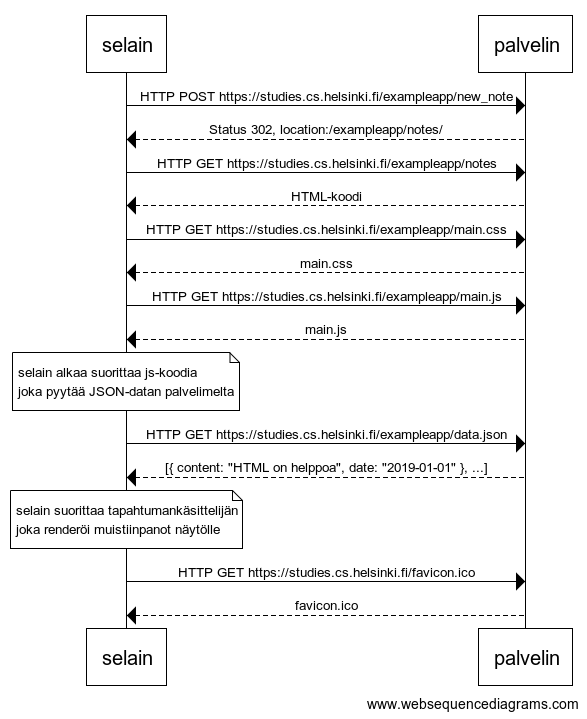 selain
palvelin
HTTP POST https://studies.cs.helsinki.fi/exampleapp/new_note
Status 302, location:/exampleapp/notes/
HTTP GET https://studies.cs.helsinki.fi/exampleapp/notes
HTML-koodi
HTTP GET https://studies.cs.helsinki.fi/exampleapp/main.css
main.css
HTTP GET https://studies.cs.helsinki.fi/exampleapp/main.js
main.js
selain alkaa suorittaa js-koodia
joka pyytää JSON-datan palvelimelta
HTTP GET https://studies.cs.helsinki.fi/exampleapp/data.json
[{ content: "HTML on helppoa", date: "2019-01-01" }, ...]
selain suorittaa tapahtumankäsittelijän
joka renderöi muistiinpanot näytölle
HTTP GET https://studies.cs.helsinki.fi/favicon.ico
favicon.ico
selain
palvelin
www.websequencediagrams.com